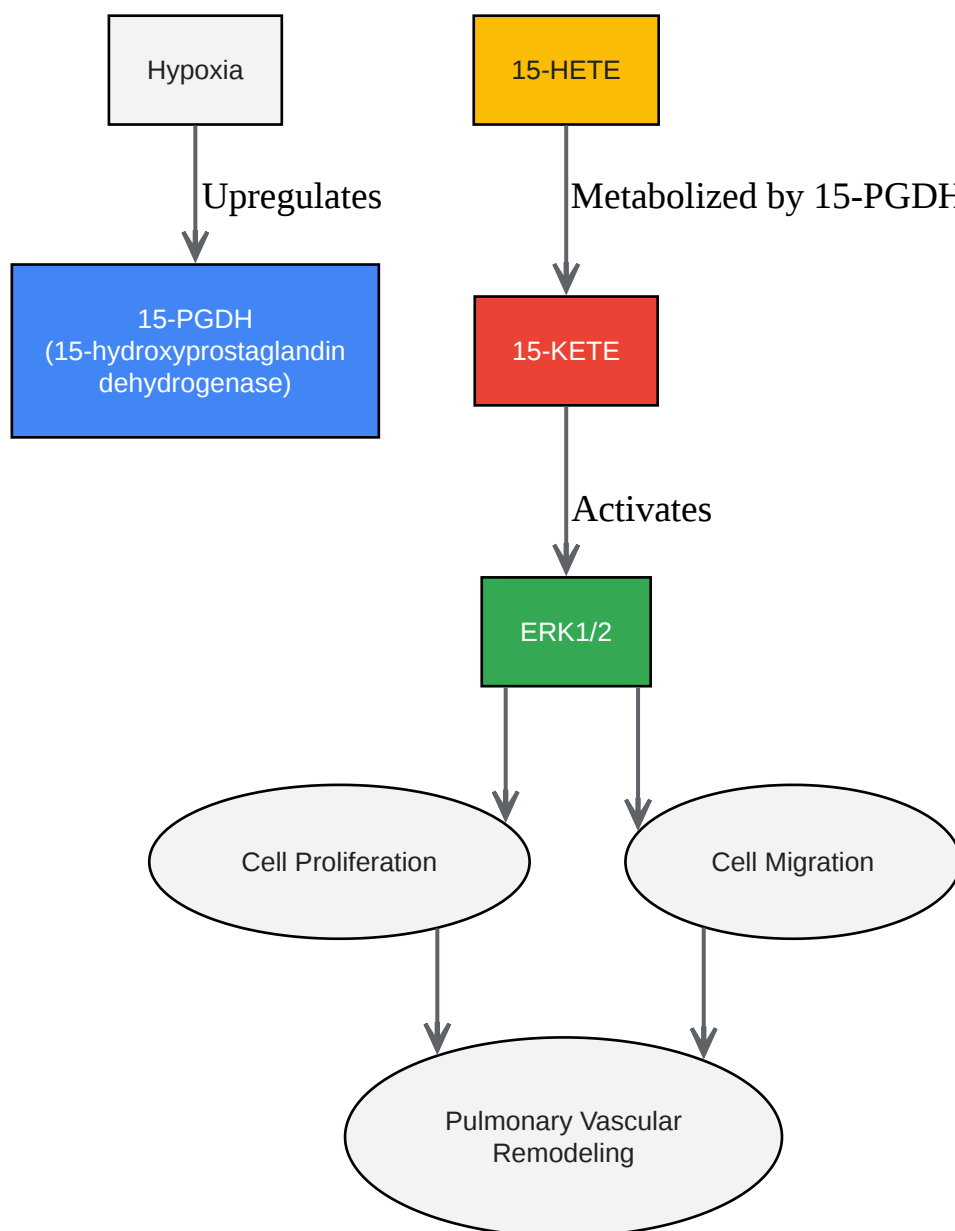 Hypoxia
15-HETE
Upregulates
Metabolized by 15-PGDH
15-PGDH
(15-hydroxyprostaglandin
dehydrogenase)
15-KETE
Activates
ERK1/2
Cell Proliferation
Cell Migration
Pulmonary Vascular
Remodeling